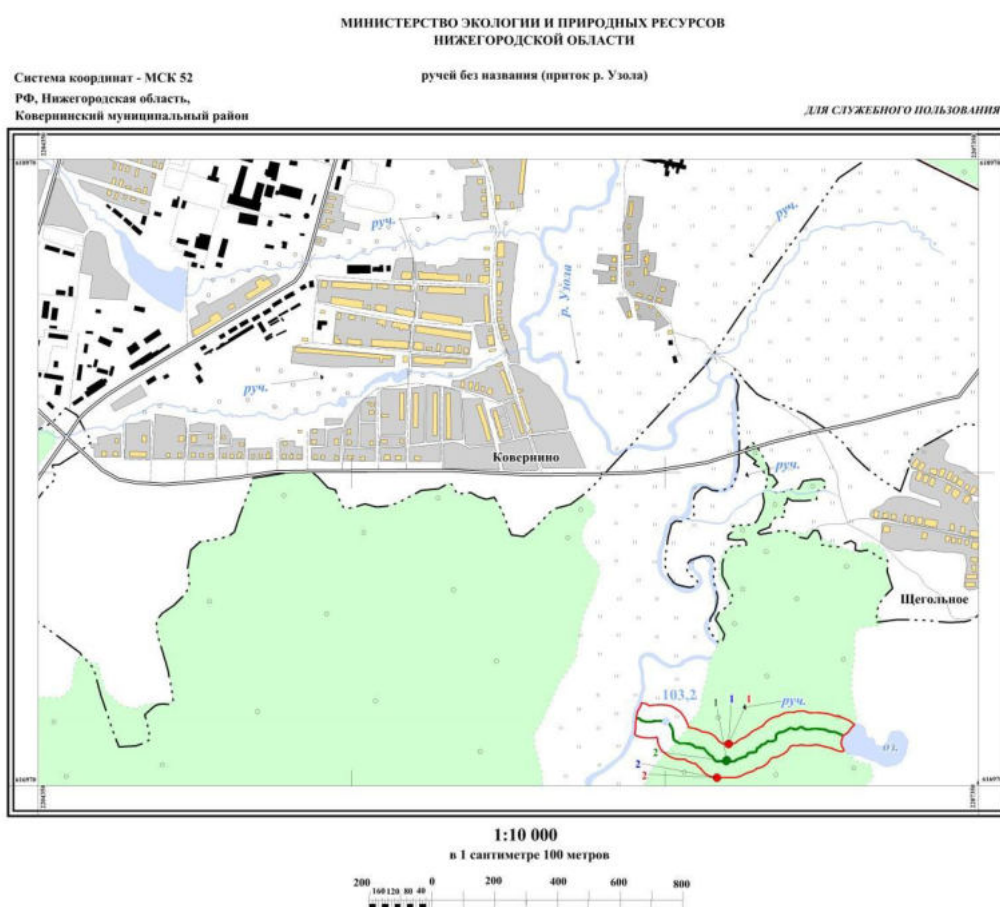 МИНИСТЕРСТВО ЭКОЛОГИИ И ПРИРОДНЫХ РЕСУРСОВ
НИЖЕГОРОДСКОЙ ОБЛАСТИ
Система координат - МСК 52
ручей без названия (приток р. Узола)
РФ, Нижегородская область,
Ковернинский муниципальный район
ДЛЯ СЛУЖЕБНОГО ПОЛЬЗОВАНИЯ
618970
618970
руч.
руч.
р. Узола
руч.
Ковернино
руч.
Щегольное
103,2
1
1
1
руч.
2
2
2
оз.
616970
1:10 000
в 1 сантиметре 100 метров
200
0
200
400
600
800
160 120 80 40